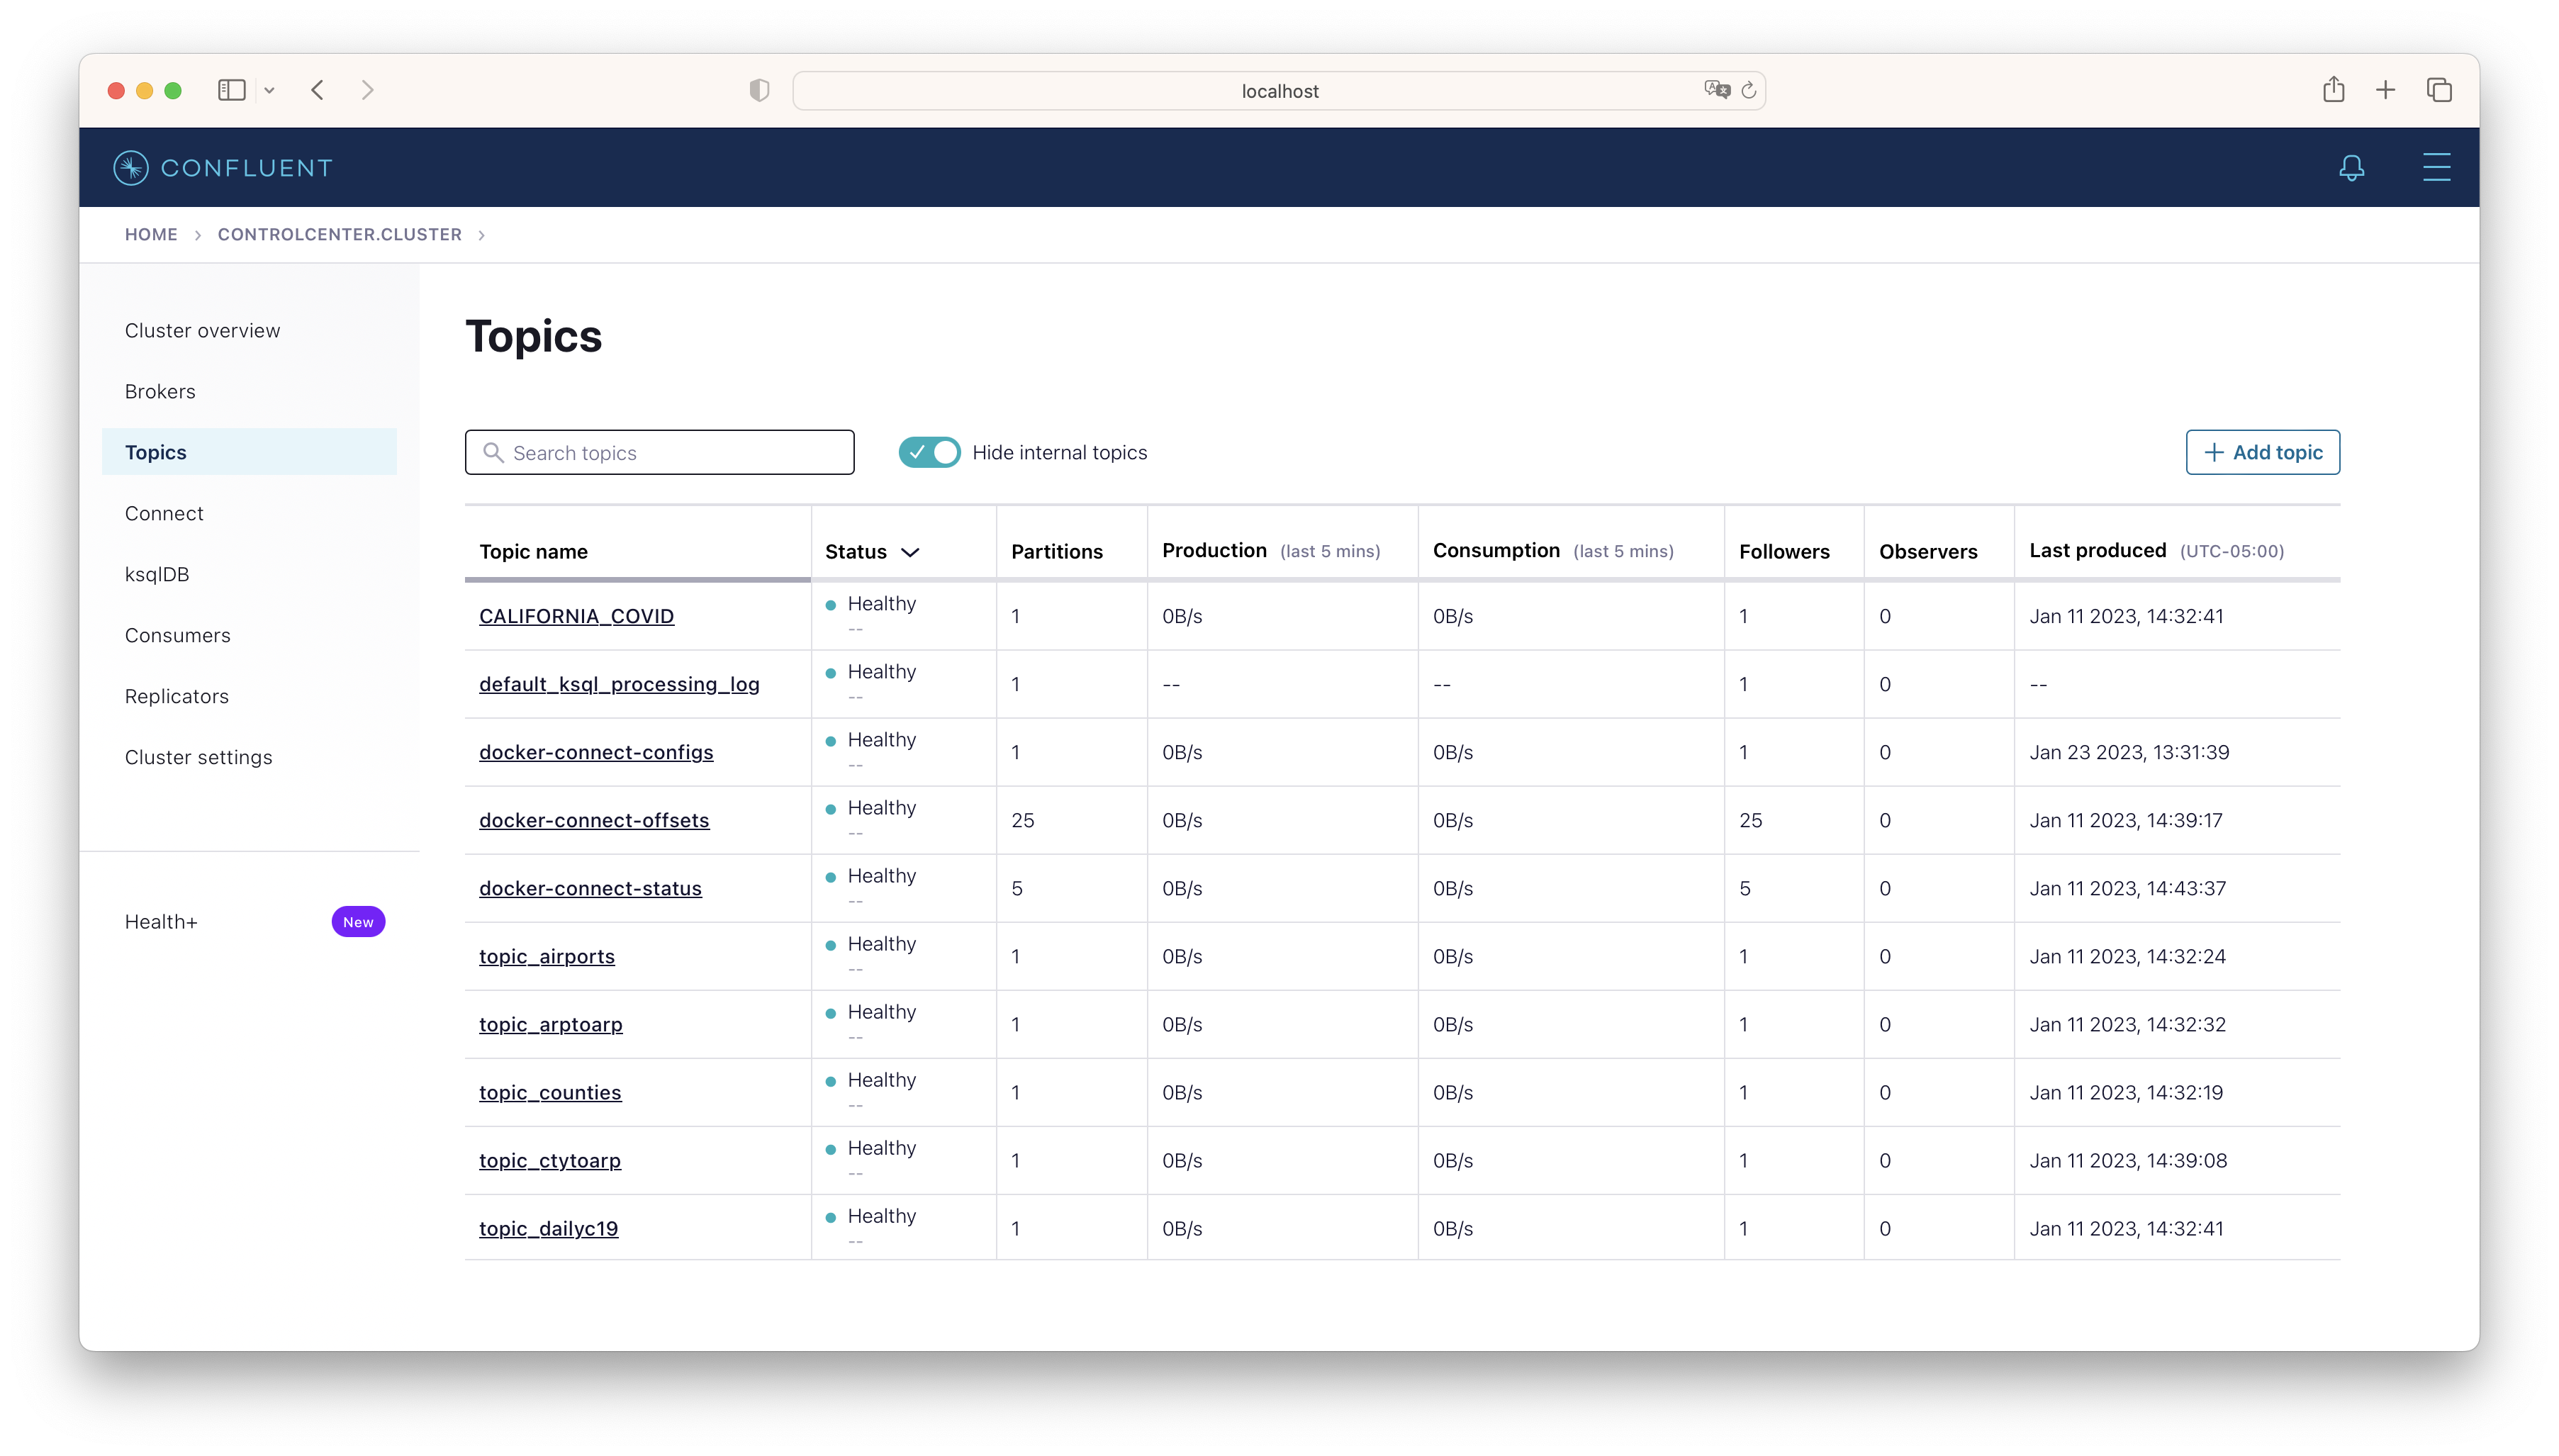 localhost
CONFLUENT
HOME > CONTROLCENTER.CLUSTER >
Cluster overview
Brokers
Topics
Connect
ksqlDB
Consumers
Replicators
Cluster settings
Health+ New
Topics
Search topics
Hide internal topics
+ Add topic
Topic name Status Partitions Production (last 5 mins) Consumption (last 5 mins) Followers Observers Last produced (UTC-05:00)
CALIFORNIA_COVID Healthy -- 1 0B/s 0B/s 1 0 Jan 11 2023, 14:32:41
default_ksql_processing_log Healthy -- 1 -- -- 1 0 --
docker-connect-configs Healthy -- 1 0B/s 0B/s 1 0 Jan 23 2023, 13:31:39
docker-connect-offsets Healthy -- 25 0B/s 0B/s 25 0 Jan 11 2023, 14:39:17
docker-connect-status Healthy -- 5 0B/s 0B/s 5 0 Jan 11 2023, 14:43:37
topic_airports Healthy -- 1 0B/s 0B/s 1 0 Jan 11 2023, 14:32:24
topic_arptoarp Healthy -- 1 0B/s 0B/s 1 0 Jan 11 2023, 14:32:32
topic_counties Healthy -- 1 0B/s 0B/s 1 0 Jan 11 2023, 14:32:19
topic_ctytoarp Healthy -- 1 0B/s 0B/s 1 0 Jan 11 2023, 14:39:08
topic_dailyc19 Healthy -- 1 0B/s 0B/s 1 0 Jan 11 2023, 14:32:41